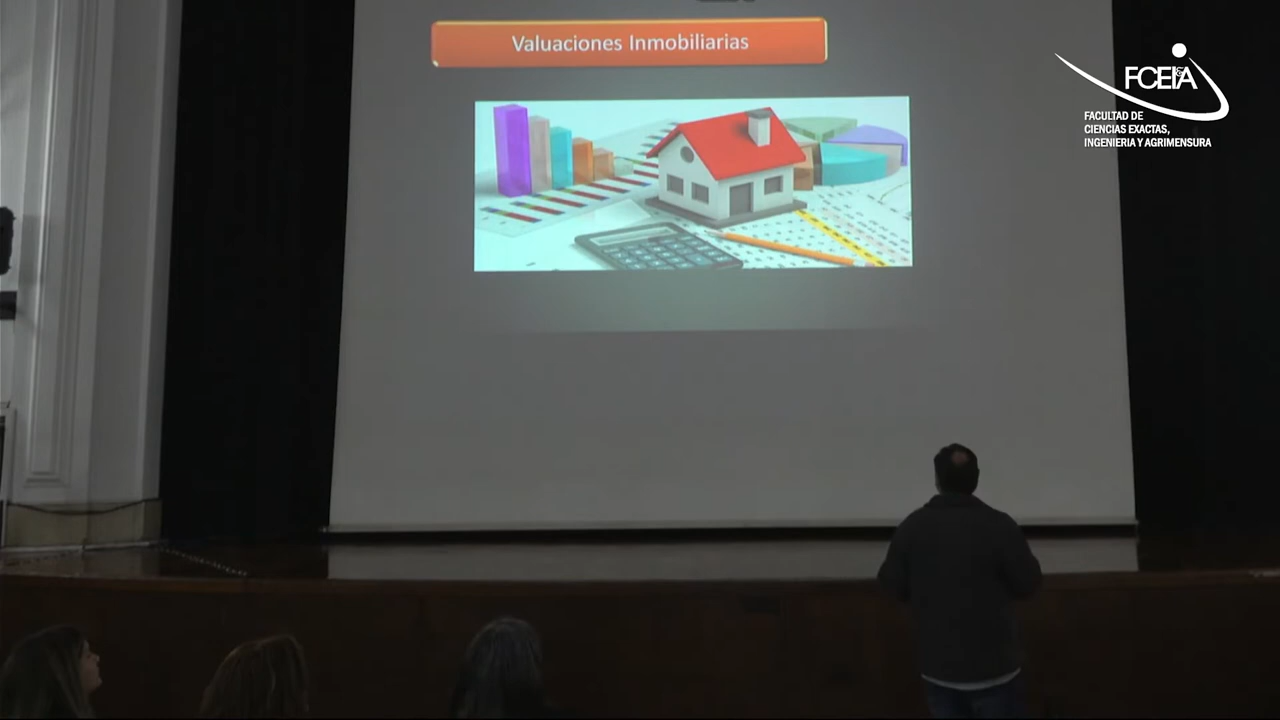 Valuaciones Inmobiliarias
FCEIA
FACULTAD DE
CIENCIAS EXACTAS,
INGENIERIA Y AGRIMENSURA